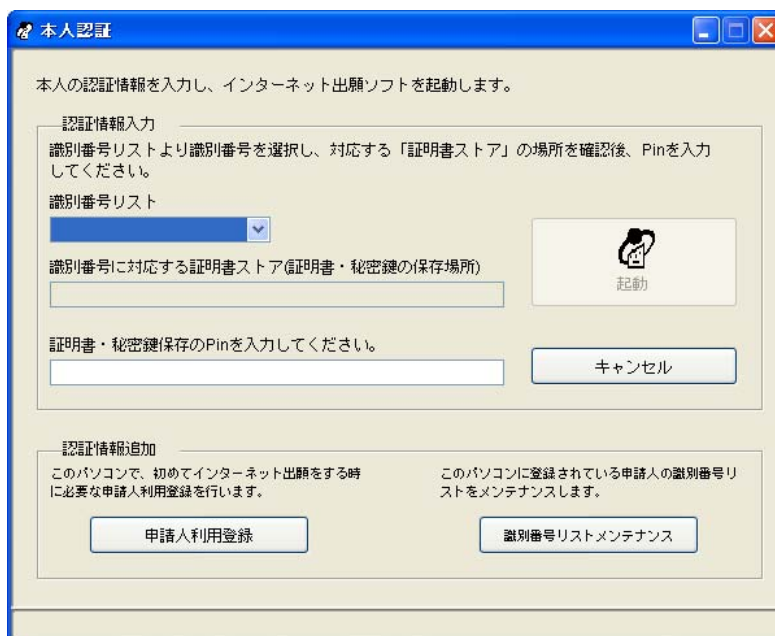 本人認証
本人の認証情報を入力し、インターネット出願ソフトを起動します。
認証情報入力
識別番号リストより識別番号を選択し、対応する「証明書ストア」の場所を確認後、Pinを入力
してください。
識別番号リスト
識別番号に対応する証明書ストア(証明書・秘密鍵の保存場所)
起動
証明書・秘密鍵保存のPinを入力してください。
キャンセル
認証情報追加
このパソコンで、初めてインターネット出願をする時
に必要な申請人利用登録を行います。
申請人利用登録
このパソコンに登録されている申請人の識別番号リ
ストをメンテナンスします。
識別番号リストメンテナンス